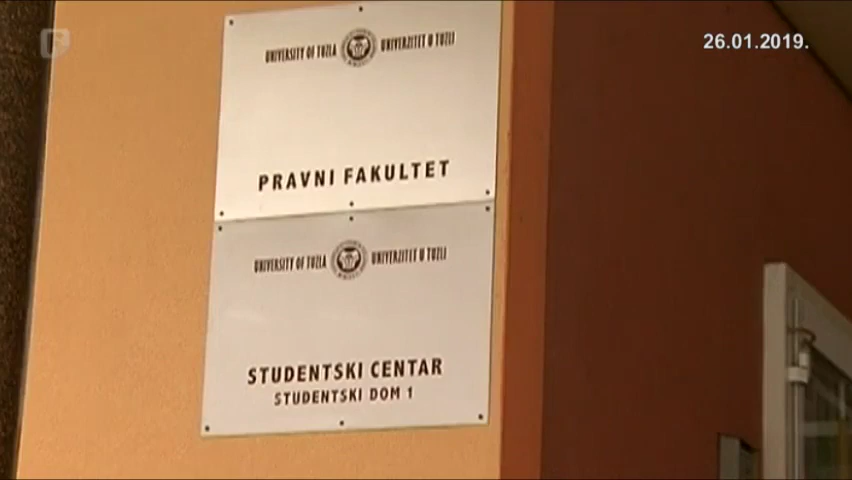 26.01.2019.
UNIVERSITY OF TUZLA UNIVERZITET U TUZLI
PRAVNI FAKULTET
UNIVERSITY OF TUZLA UNIVERZITET U TUZLI
STUDENTSKI CENTAR
STUDENTSKI DOM 1